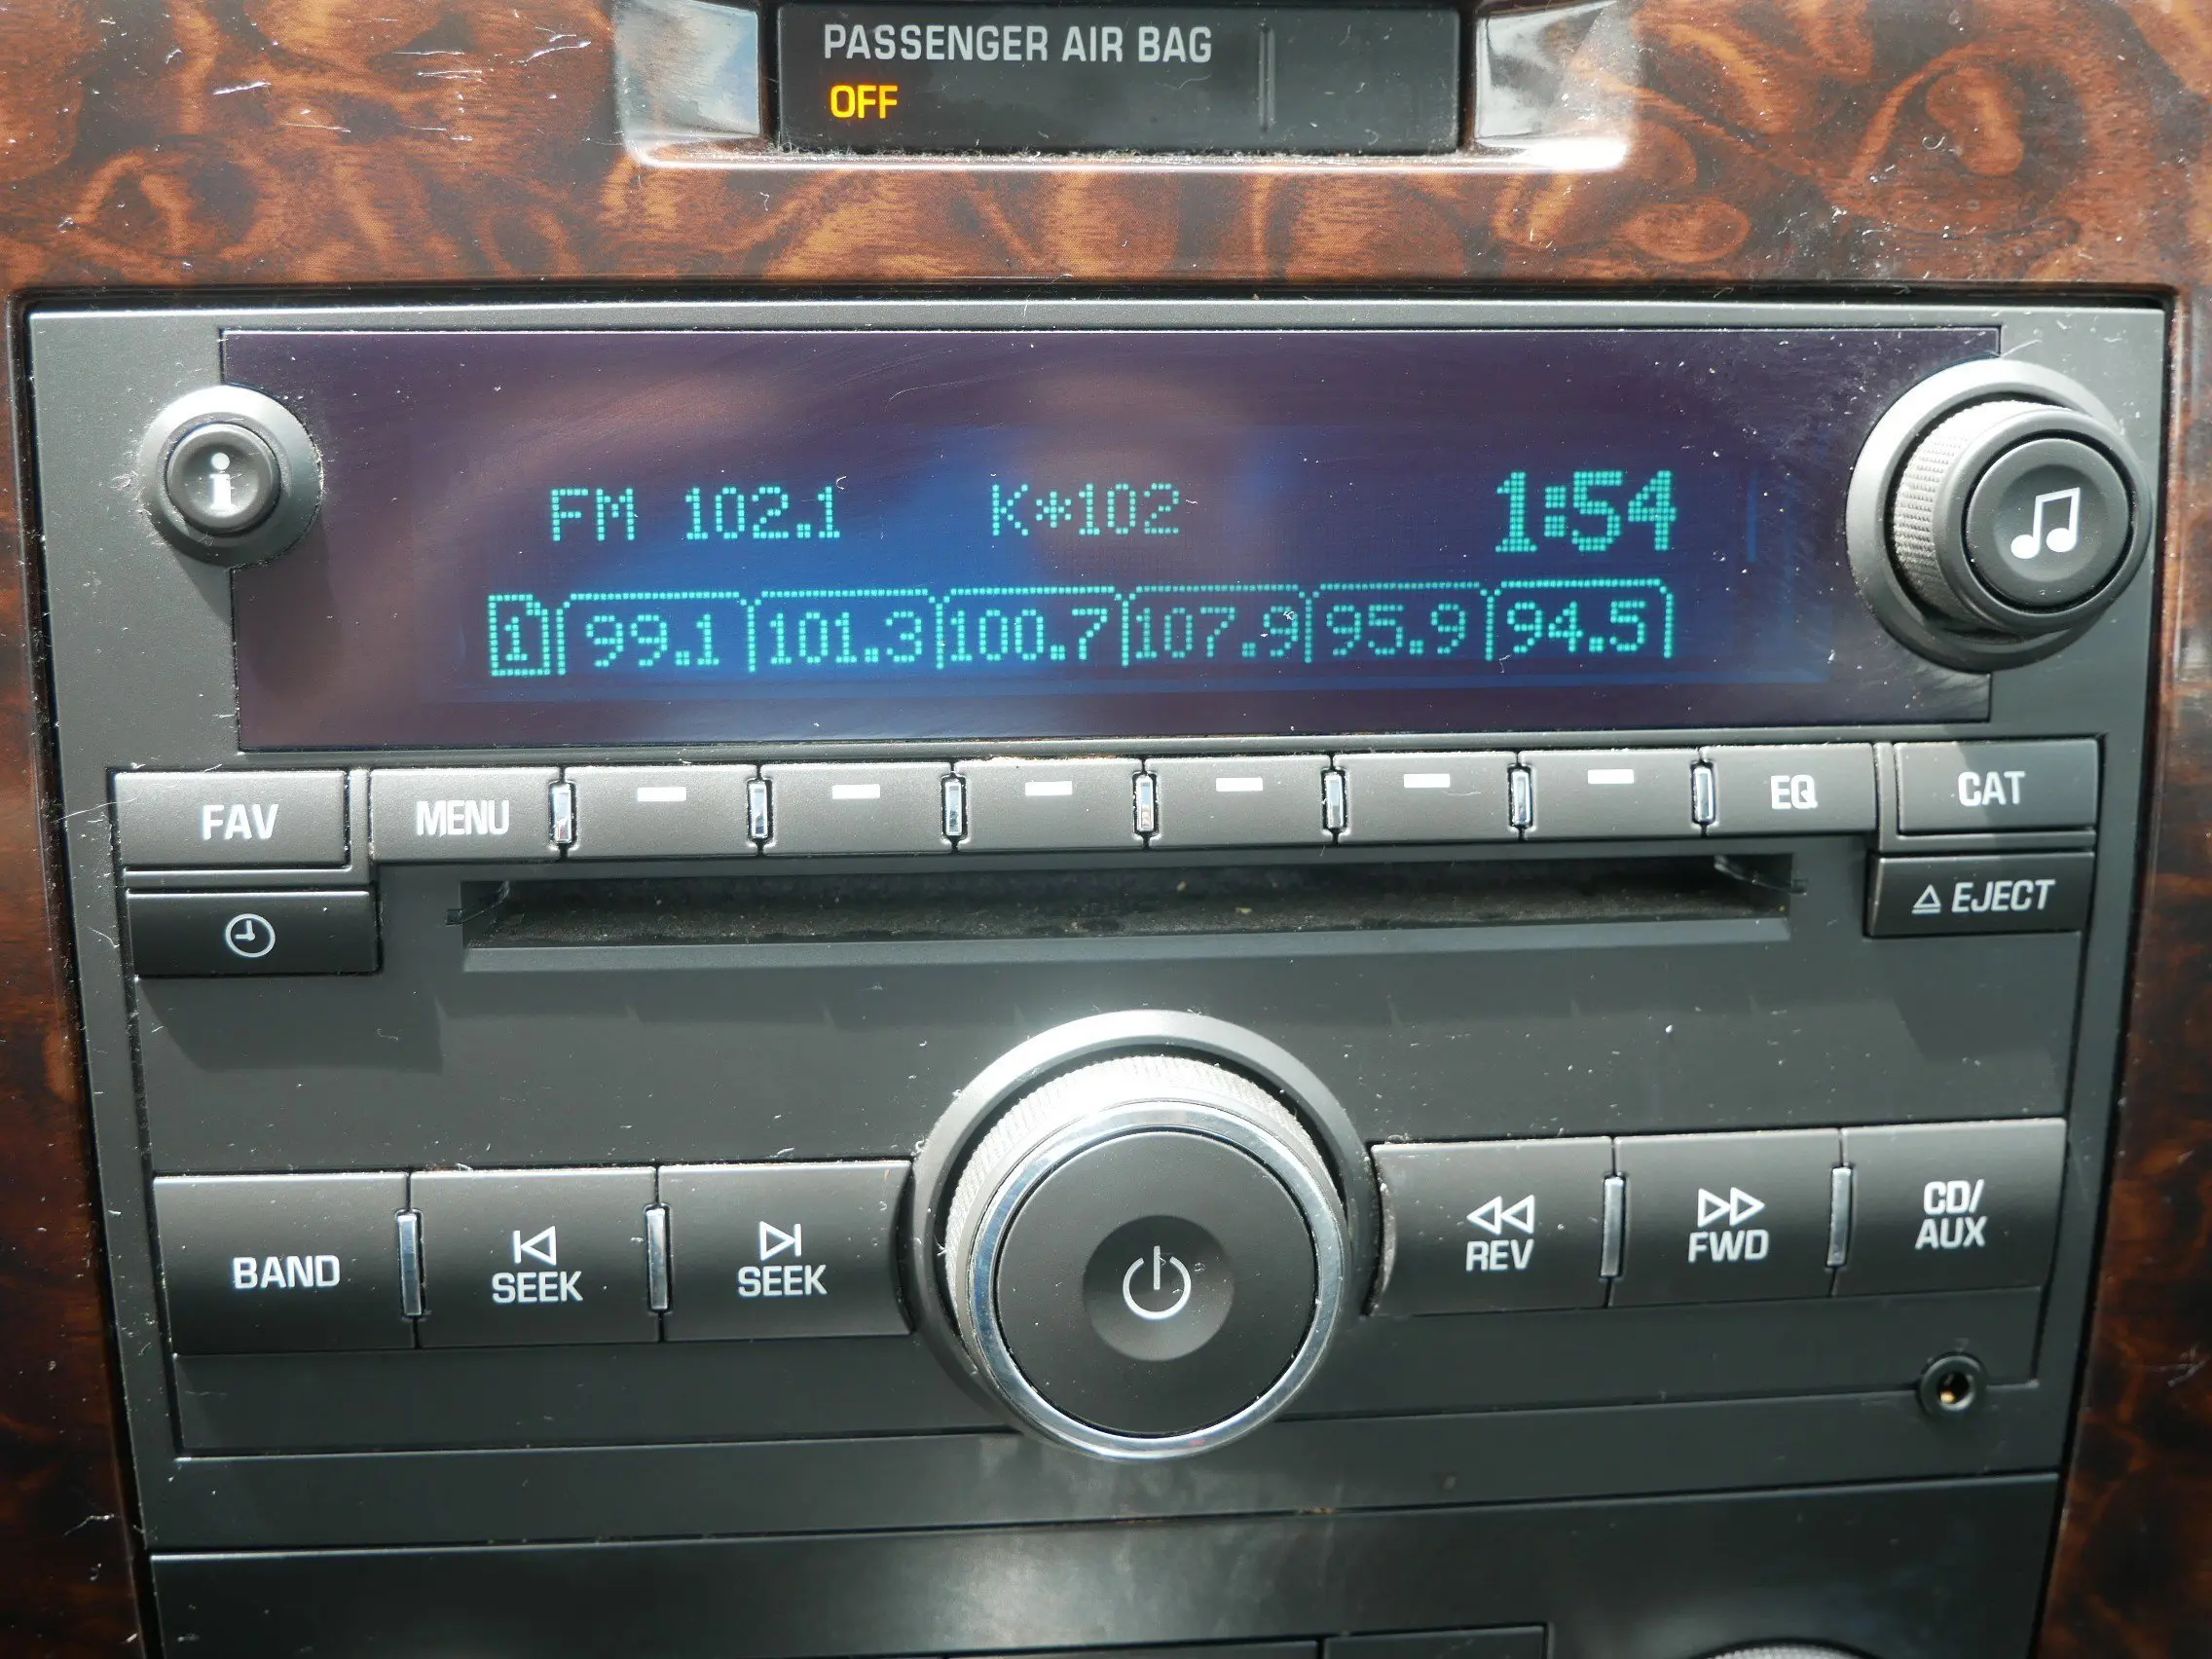 PASSENGER AIR BAG
OFF
i
FM 102.1 K*102 1:54
1 99.1 101.3 100.7 107.9 95.9 94.5
FAV MENU EQ CAT
EJECT
BAND SEEK SEEK REV FWD CD/
AUX